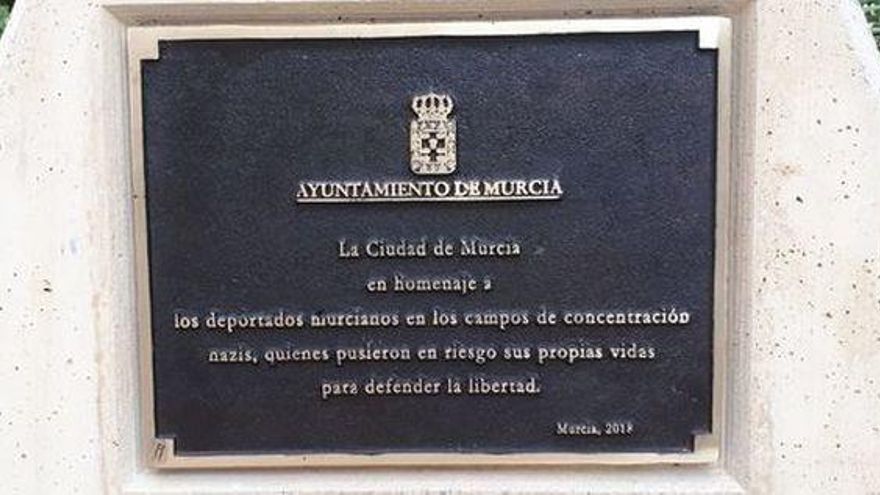 AYUNTAMIENTO DE MURCIA
La Ciudad de Murcia
en homenaje a
los deportados murcianos en los campos de concentración
nazis, quienes pusieron en riesgo sus propias vidas
para defender la libertad.
Murcia, 2018